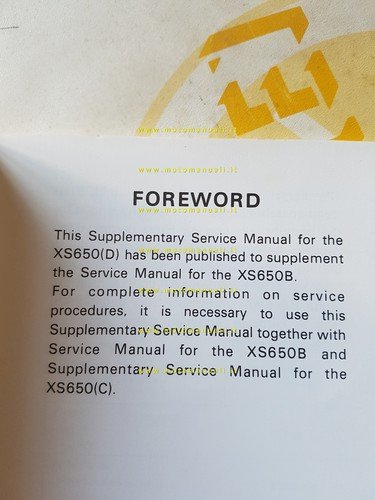 www.motomanuali.it
www.motomanuali.it
FOREWORD
www.motomanuali.it
This Supplementary Service Manual for the
XS650(D) has been published to supplement
the Service Manual for the XS650B.
For complete information on service
procedures, it is necessary to use this
Supplementary Service Manual together with
Service Manual for the XS650B and
Supplementary Service Manual for the
XS650(C).